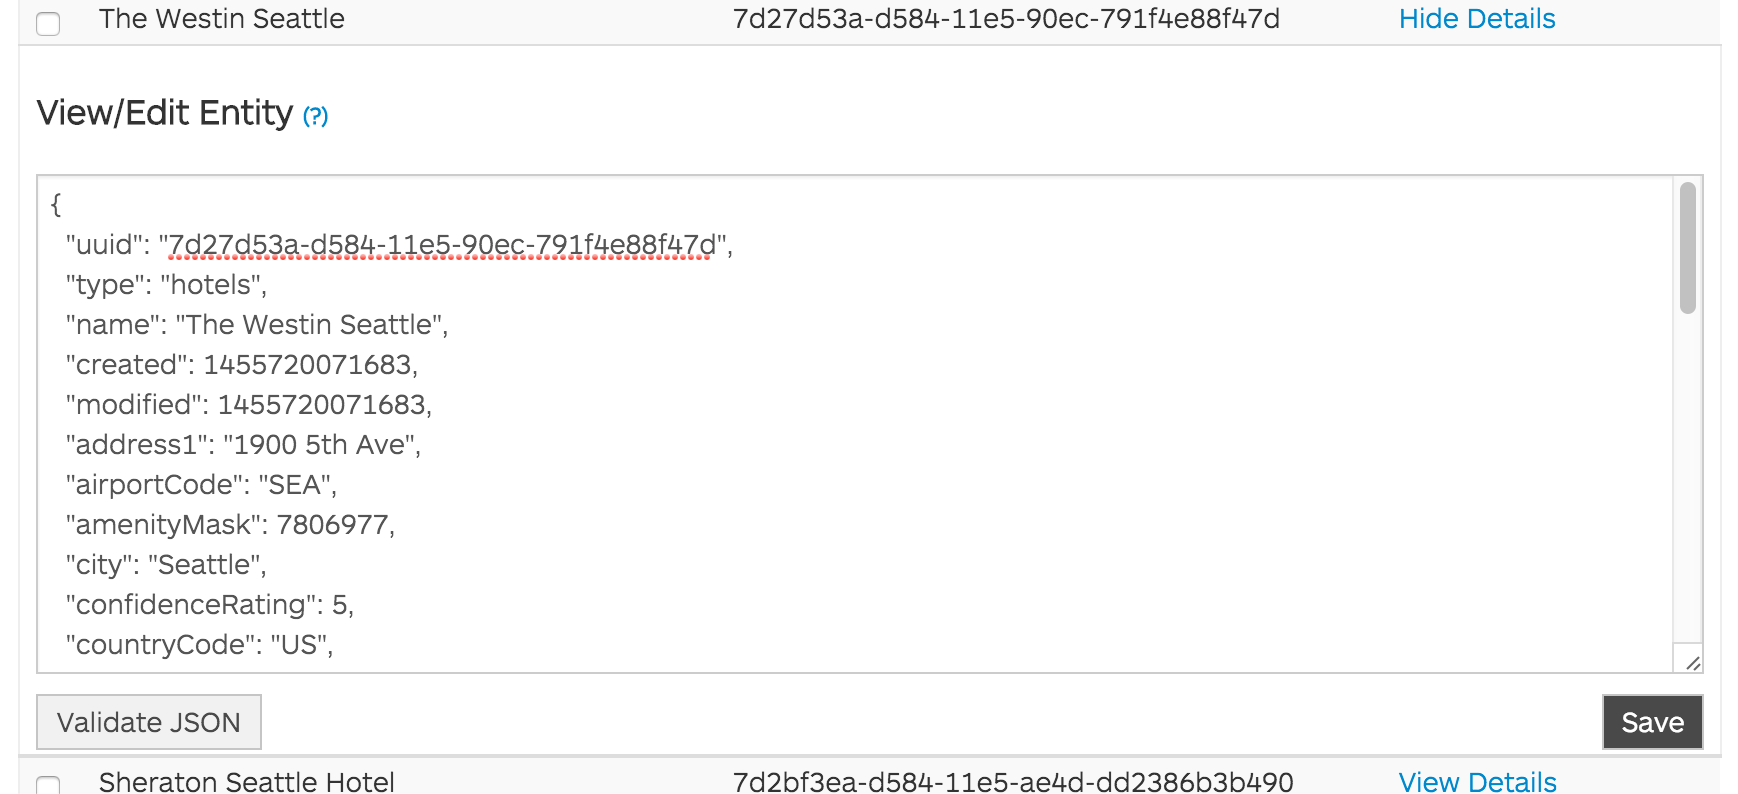 The Westin Seattle 7d27d53a-d584-11e5-90ec-791f4e88f47d Hide Details
View/Edit Entity (?)
{
"uuid": "7d27d53a-d584-11e5-90ec-791f4e88f47d",
"type": "hotels",
"name": "The Westin Seattle",
"created": 1455720071683,
"modified": 1455720071683,
"address1": "1900 5th Ave",
"airportCode": "SEA",
"amenityMask": 7806977,
"city": "Seattle",
"confidenceRating": 5,
"countryCode": "US",
Validate JSON Save
Sheraton Seattle Hotel 7d2bf3ea-d584-11e5-ae4d-dd2386b3b490 View Details